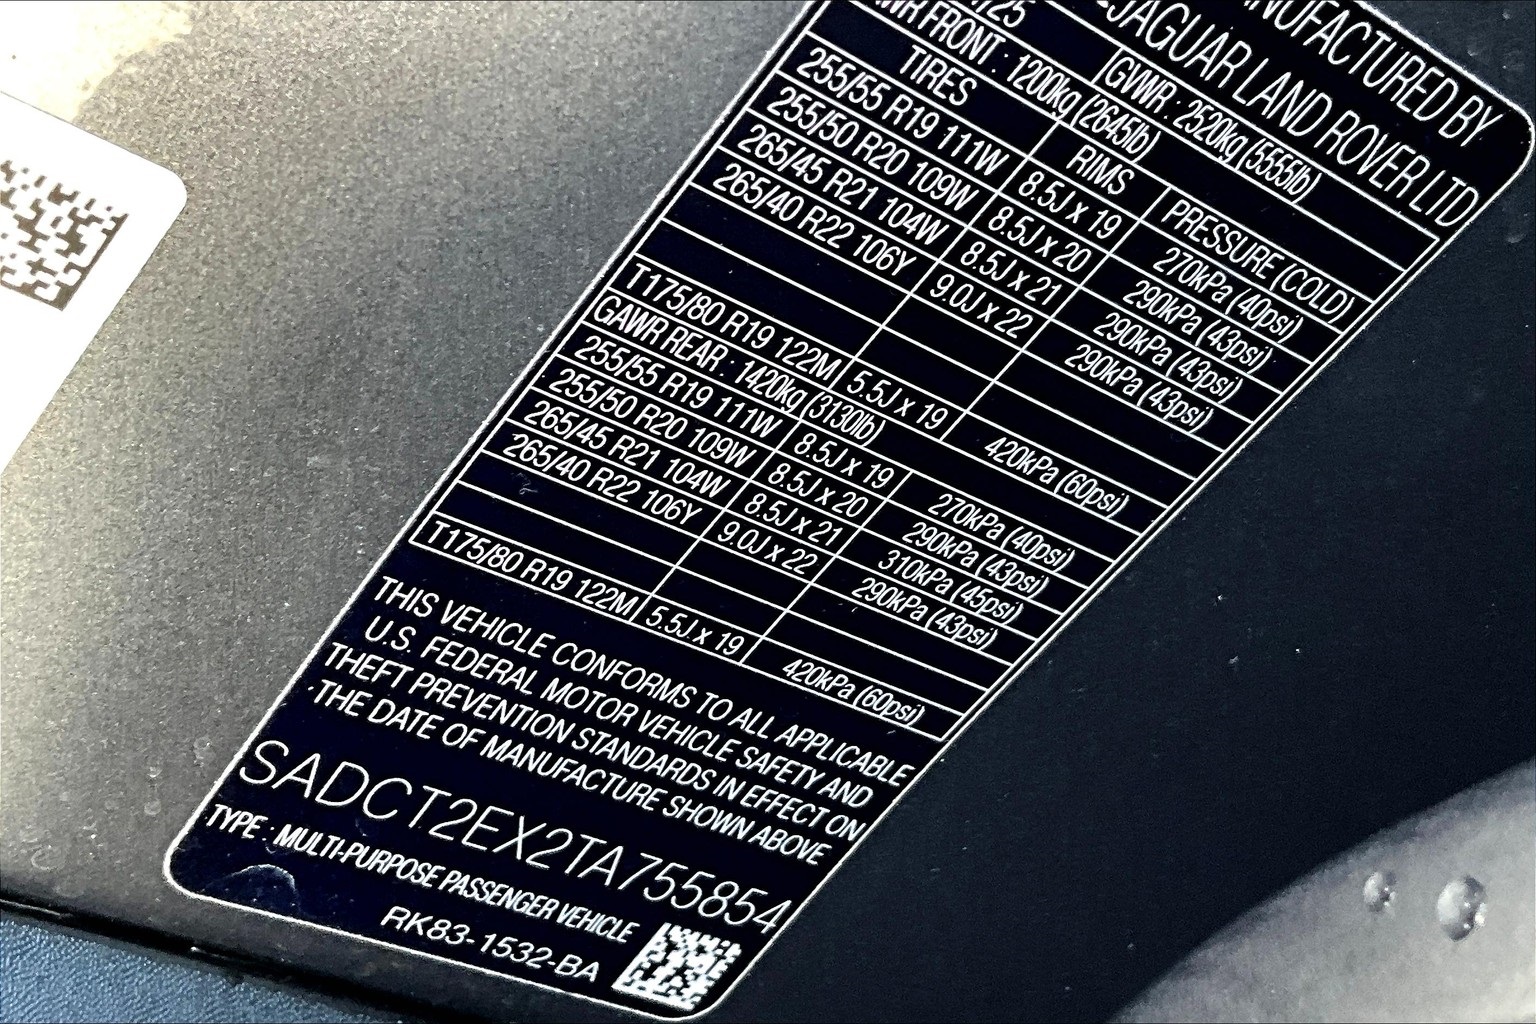 MANUFACTURED BY
JAGUAR LAND ROVER LTD
/25 GVWR : 2520kg (5555lb)
FRONT : 1200kg (2645lb)
TIRES RIMS PRESSURE (COLD)
255/55 R19 111W 8.5J x 19 270kPa (40psi)
255/50 R20 109W 8.5J x 20 290kPa (43psi)
265/45 R21 104W 8.5J x 21 290kPa (43psi)
265/40 R22 106Y 9.0J x 22 290kPa (43psi)
T175/80 R19 122M 5.5J x 19 420kPa (60psi)
GAWR REAR : 1420kg (3130lb)
255/55 R19 111W 8.5J x 19 270kPa (40psi)
255/50 R20 109W 8.5J x 20 290kPa (43psi)
265/45 R21 104W 8.5J x 21 310kPa (45psi)
265/40 R22 106Y 9.0J x 22 290kPa (43psi)
T175/80 R19 122M 5.5J x 19 420kPa (60psi)
THIS VEHICLE CONFORMS TO ALL APPLICABLE
U.S. FEDERAL MOTOR VEHICLE SAFETY AND
THEFT PREVENTION STANDARDS IN EFFECT ON
THE DATE OF MANUFACTURE SHOWN ABOVE
SADCT2EX2TA755854
TYPE : MULTI-PURPOSE PASSENGER VEHICLE
RK83-1532-BA